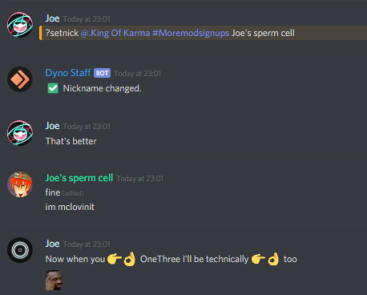 Joe Today at 23:01
?setnick @.King Of Karma #Moremodsignups Joe's sperm cell
Dyno Staff BOT Today at 23:01
Nickname changed.
Joe Today at 23:01
That's better
Joe's sperm cell Today at 23:01
fine (edited)
im mclovinit
Joe Today at 23:01
Now when you 👉👌 OneThree I'll be technically 👉👌 too